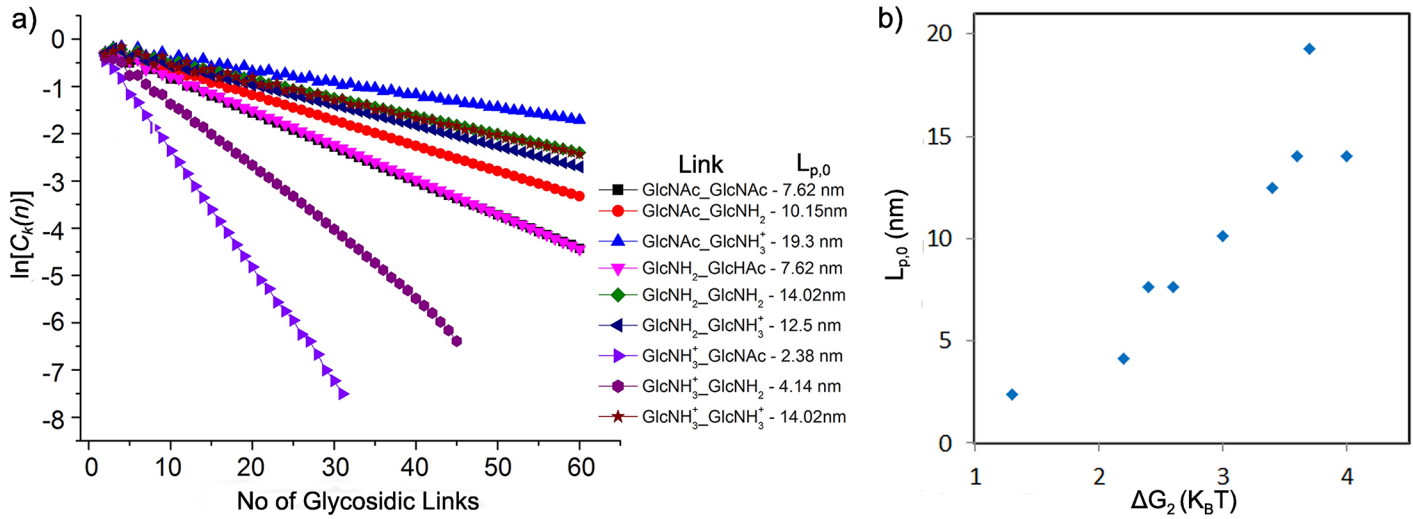 a)
0
-1
-2
-3
-4
-5
-6
-7
-8
ln[Cₖ(n)]
0 10 20 30 40 50 60
No of Glycosidic Links
Link Lp,0
GlcNAc_GlcNAc - 7.62 nm
GlcNAc_GlcNH₂ - 10.15nm
GlcNAc_GlcNH₃⁺ - 19.3 nm
GlcNH₂_GlcHAc - 7.62 nm
GlcNH₂_GlcNH₂ - 14.02nm
GlcNH₂_GlcNH₃⁺ - 12.5 nm
GlcNH₃⁺_GlcNAc - 2.38 nm
GlcNH₃⁺_GlcNH₂ - 4.14 nm
GlcNH₃⁺_GlcNH₃⁺ - 14.02nm
b)
20
15
10
5
0
Lp,0 (nm)
1 2 3 4
ΔG₂ (K_BT)